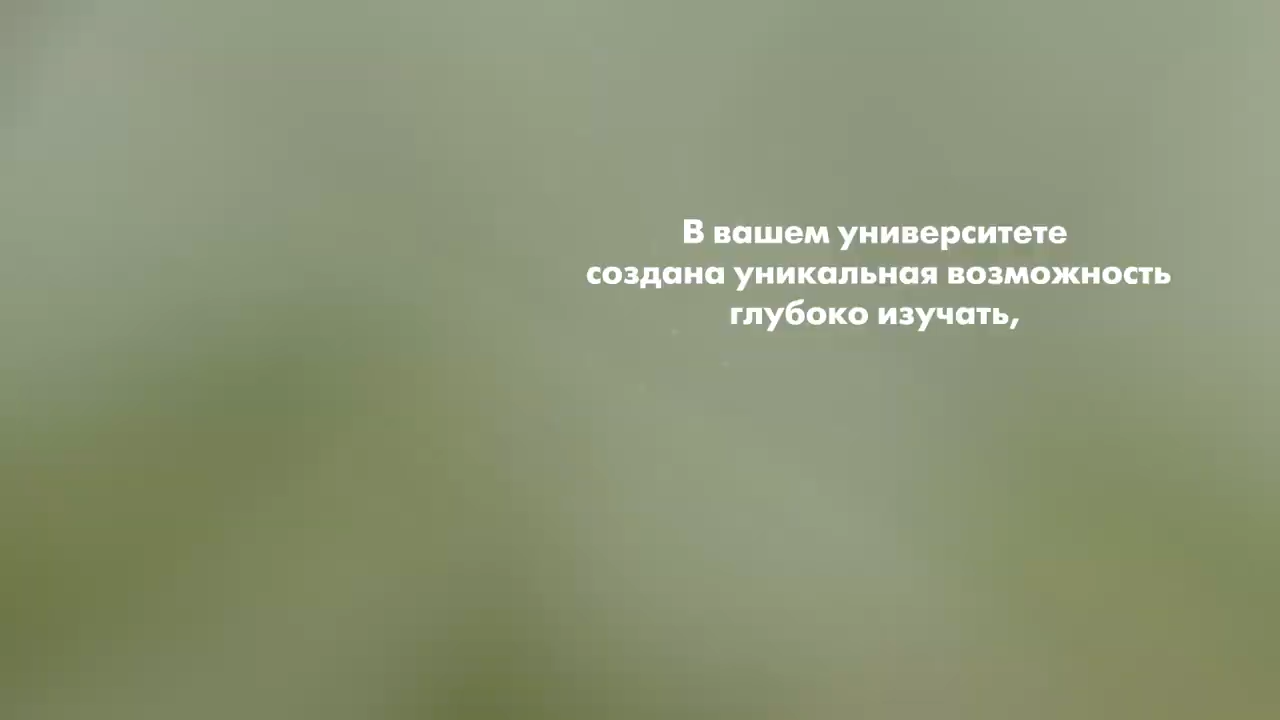 В вашем университете
создана уникальная возможность
глубоко изучать,